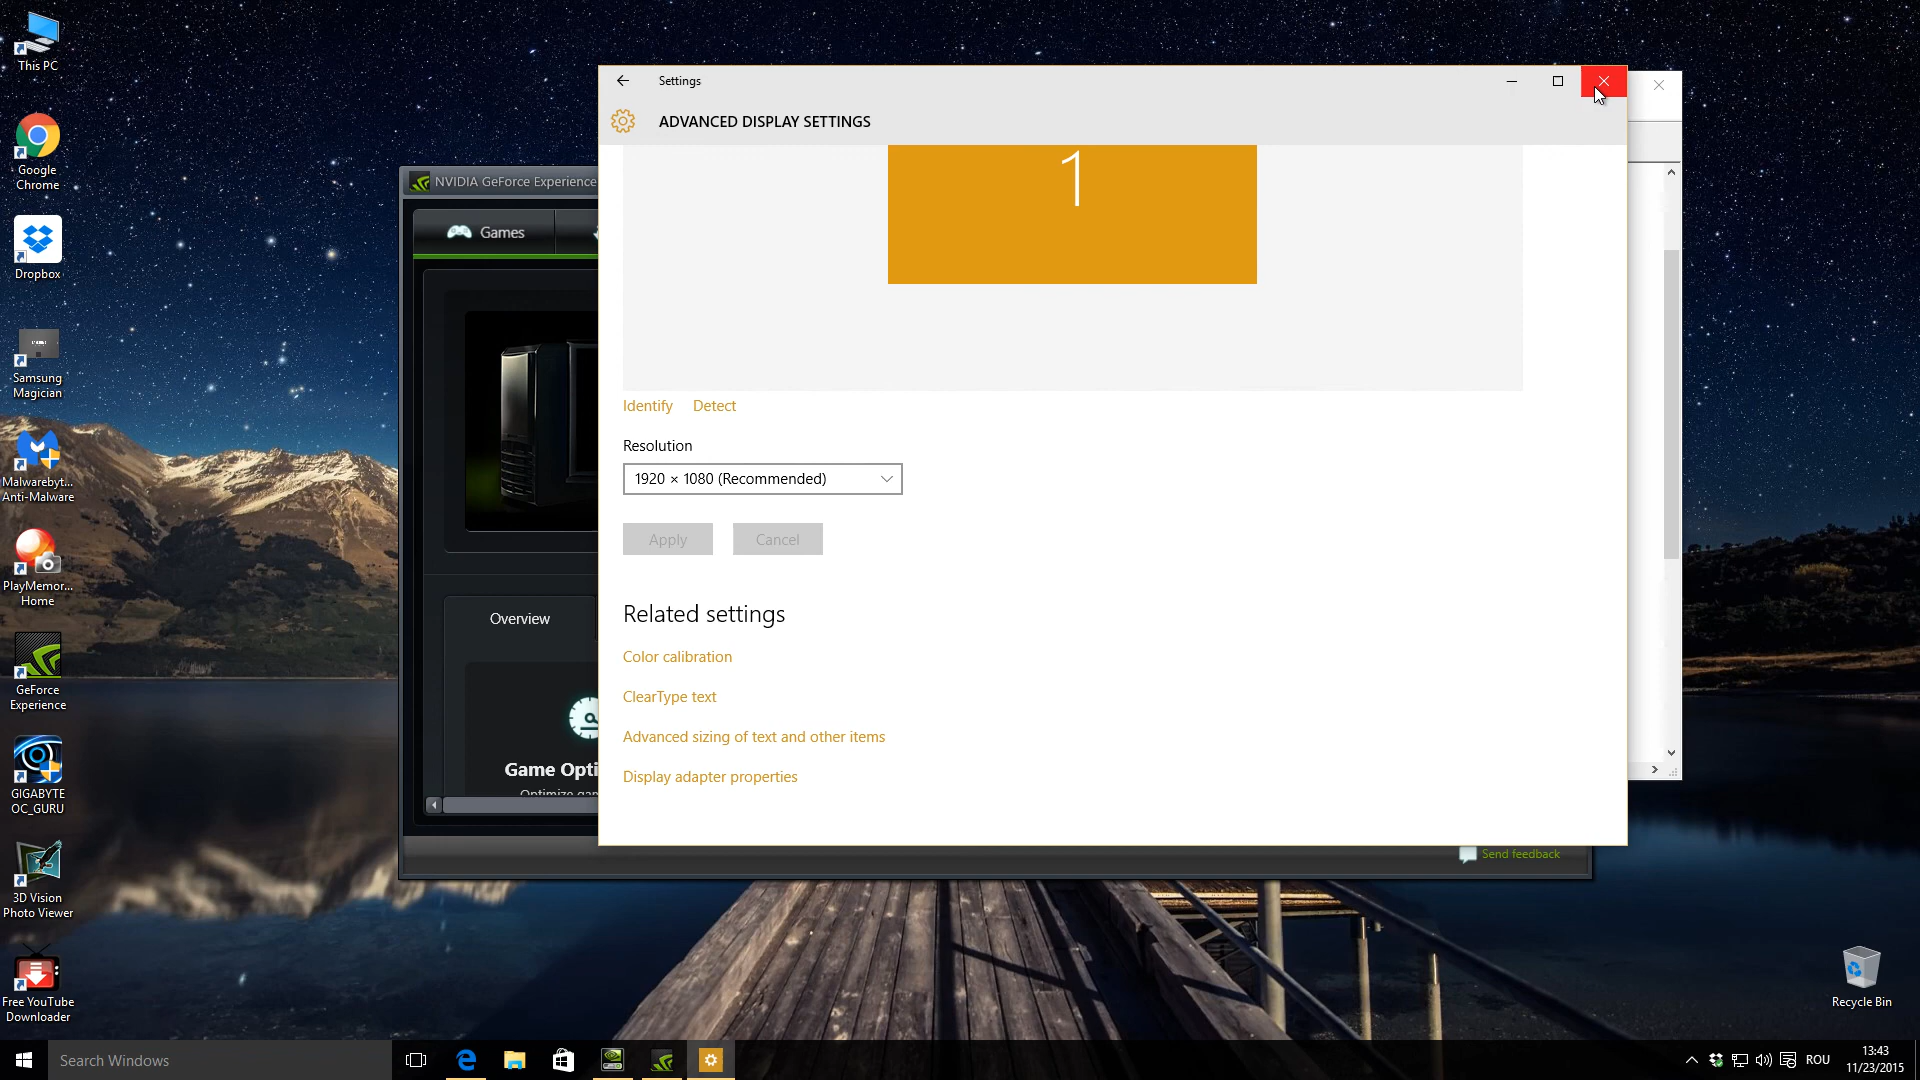 This PC
Google
Chrome
Dropbox
Samsung
Magician
Malwarebyt...
Anti-Malware
PlayMemor...
Home
GeForce
Experience
GIGABYTE
OC_GURU
3D Vision
Photo Viewer
Free YouTube
Downloader
NVIDIA GeForce Experience
Games
Overview
Game Opti
Optimize gam
Settings
ADVANCED DISPLAY SETTINGS
1
Identify Detect
Resolution
1920 × 1080 (Recommended)
Apply Cancel
Related settings
Color calibration
ClearType text
Advanced sizing of text and other items
Display adapter properties
Send feedback
Recycle Bin
Search Windows
ROU
13:43
11/23/2015